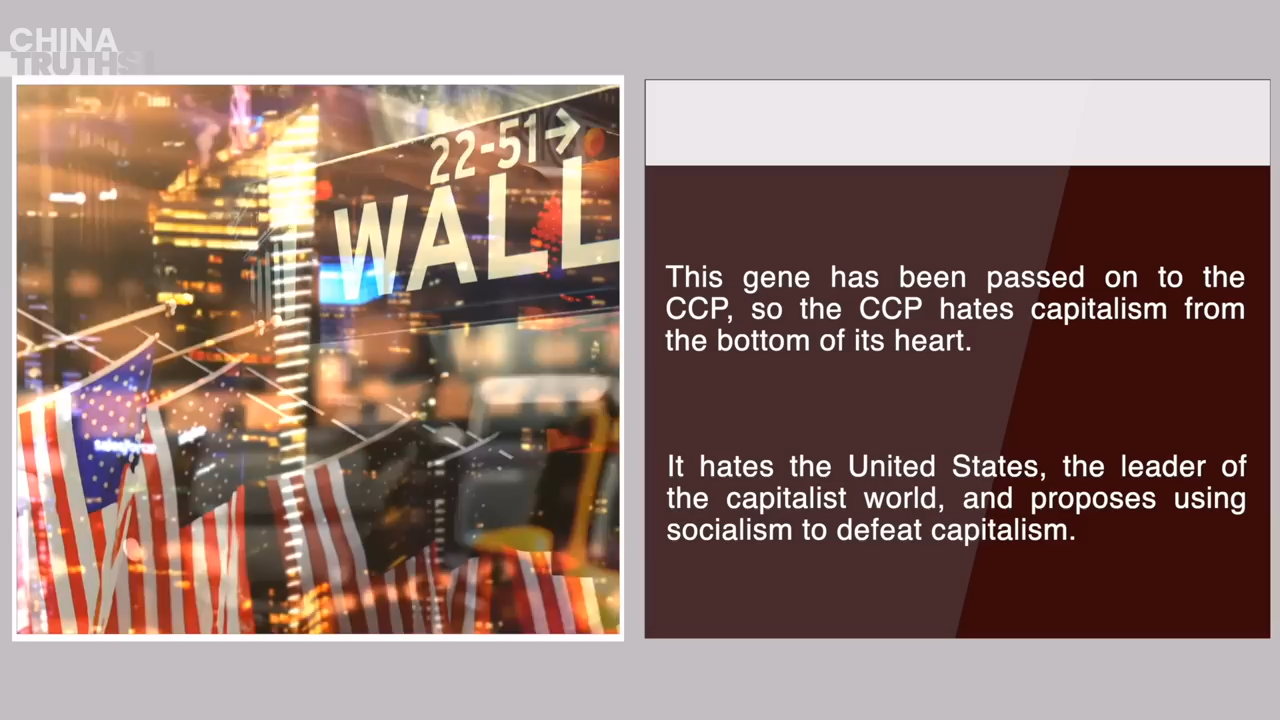 CHINA
TRUTHS
22-51
WALL
This gene has been passed on to the
CCP, so the CCP hates capitalism from
the bottom of its heart.
It hates the United States, the leader of
the capitalist world, and proposes using
socialism to defeat capitalism.
salesforce